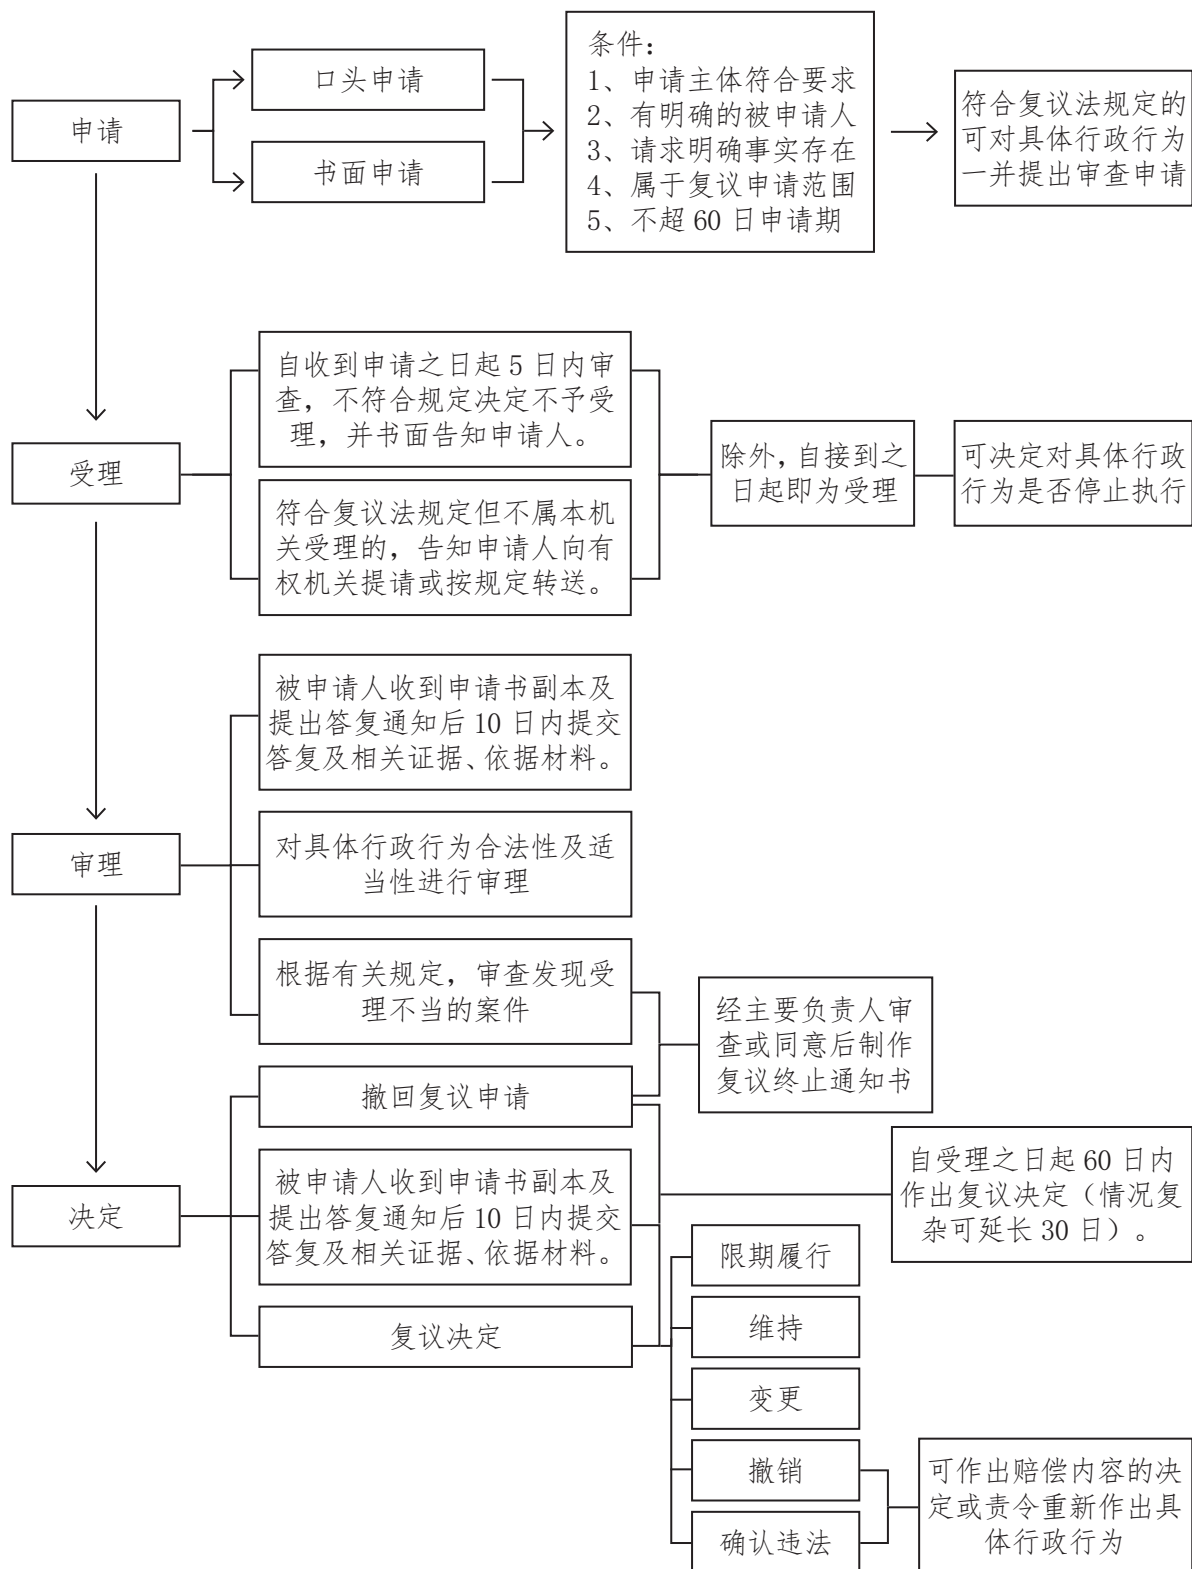 申请
口头申请
书面申请
条件：
1、申请主体符合要求
2、有明确的被申请人
3、请求明确事实存在
4、属于复议申请范围
5、不超 60 日申请期
符合复议法规定的
可对具体行政行为
一并提出审查申请
受理
自收到申请之日起 5 日内审
查，不符合规定决定不予受
理，并书面告知申请人。
符合复议法规定但不属本机
关受理的，告知申请人向有
权机关提请或按规定转送。
除外，自接到之
日起即为受理
可决定对具体行政
行为是否停止执行
审理
被申请人收到申请书副本及
提出答复通知后 10 日内提交
答复及相关证据、依据材料。
对具体行政行为合法性及适
当性进行审理
根据有关规定，审查发现受
理不当的案件
经主要负责人审
查或同意后制作
复议终止通知书
决定
撤回复议申请
被申请人收到申请书副本及
提出答复通知后 10 日内提交
答复及相关证据、依据材料。
复议决定
自受理之日起 60 日内
作出复议决定（情况复
杂可延长 30 日）。
限期履行
维持
变更
撤销
确认违法
可作出赔偿内容的决
定或责令重新作出具
体行政行为